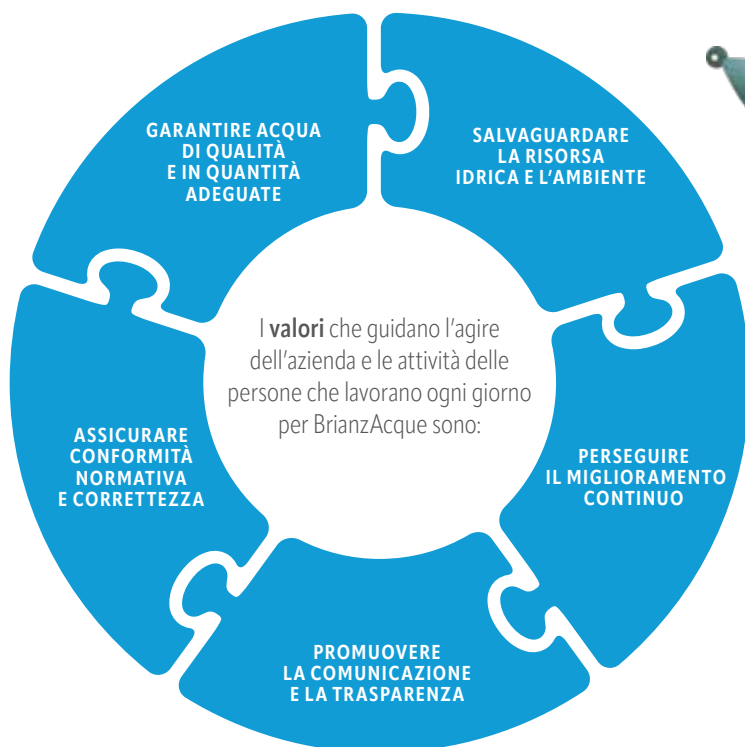 GARANTIRE ACQUA
DI QUALITÀ
E IN QUANTITÀ
ADEGUATE
SALVAGUARDARE
LA RISORSA
IDRICA E L’AMBIENTE
I valori che guidano l’agire
dell’azienda e le attività delle
persone che lavorano ogni giorno
per BrianzAcque sono:
ASSICURARE
CONFORMITÀ
NORMATIVA
E CORRETTEZZA
PERSEGUIRE
IL MIGLIORAMENTO
CONTINUO
PROMUOVERE
LA COMUNICAZIONE
E LA TRASPARENZA